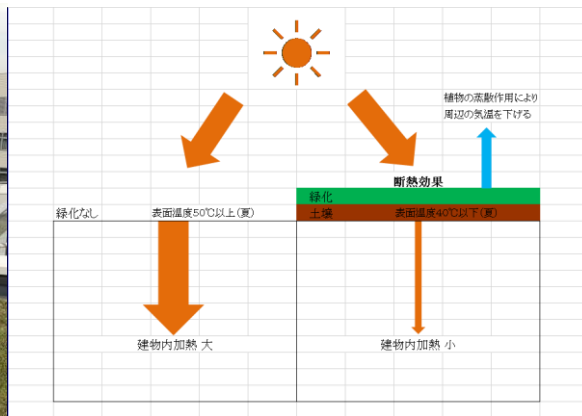 植物の蒸散作用により
周辺の気温を下げる
断熱効果
緑化
緑化なし
表面温度50℃以上(夏)
土壌
表面温度40℃以下(夏)
建物内加熱 大
建物内加熱 小